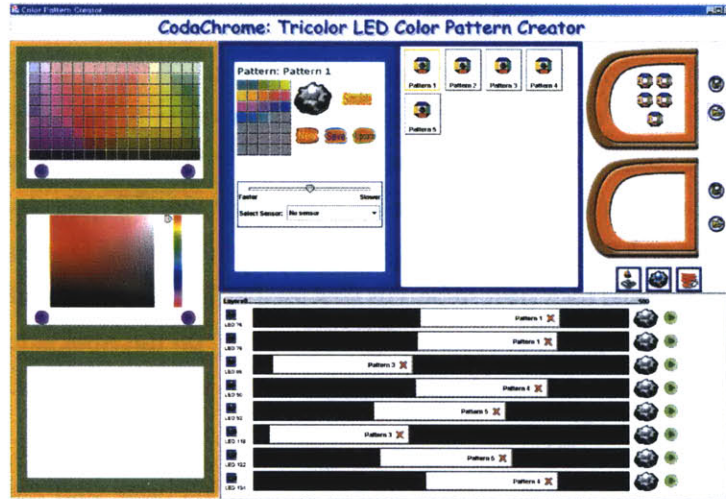 Color Pattern Creator
CodaChrome: Tricolor LED Color Pattern Creator
Pattern: Pattern 1
Simulate
Save
Faster
Slower
Select Sensor: No sensor
Pattern 1
Pattern 2
Pattern 3
Pattern 4
Pattern 5
Pattern 1
Pattern 1
Pattern 3
Pattern 4
Pattern 5
Pattern 3
Pattern 5
Pattern 4